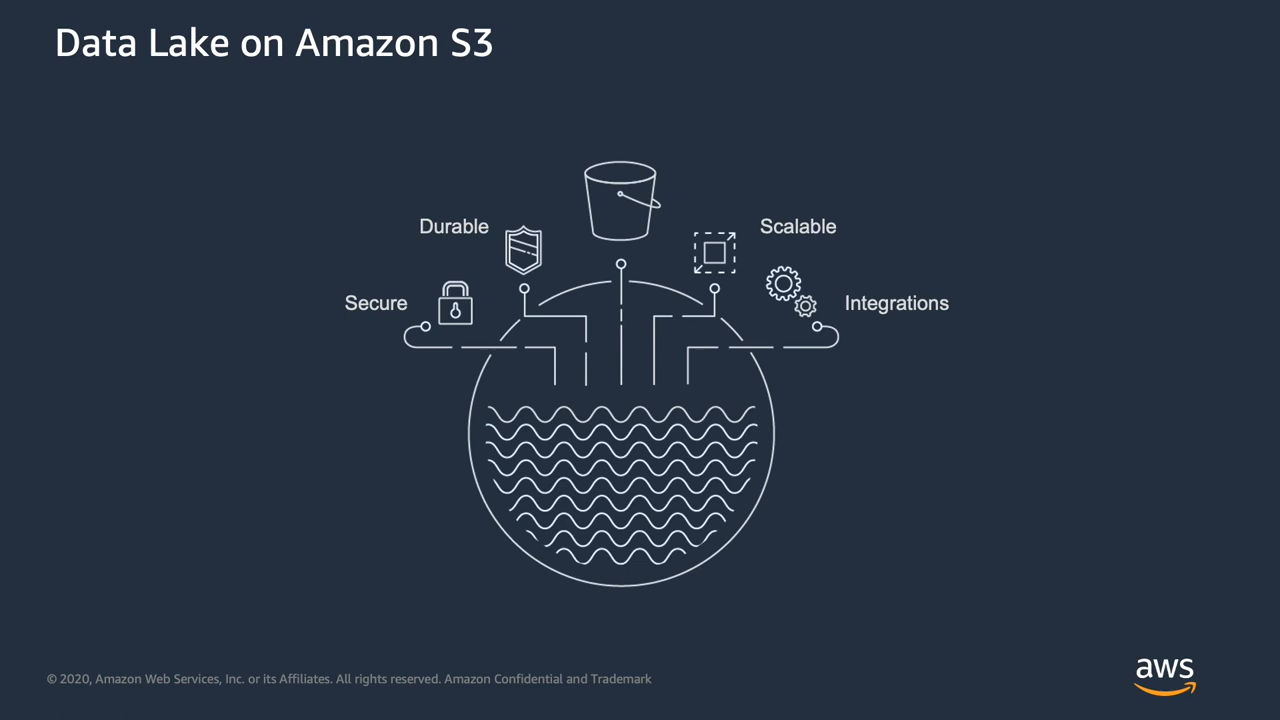 Data Lake on Amazon S3
Durable
Scalable
Secure
Integrations
© 2020, Amazon Web Services, Inc. or its Affiliates. All rights reserved. Amazon Confidential and Trademark
aws